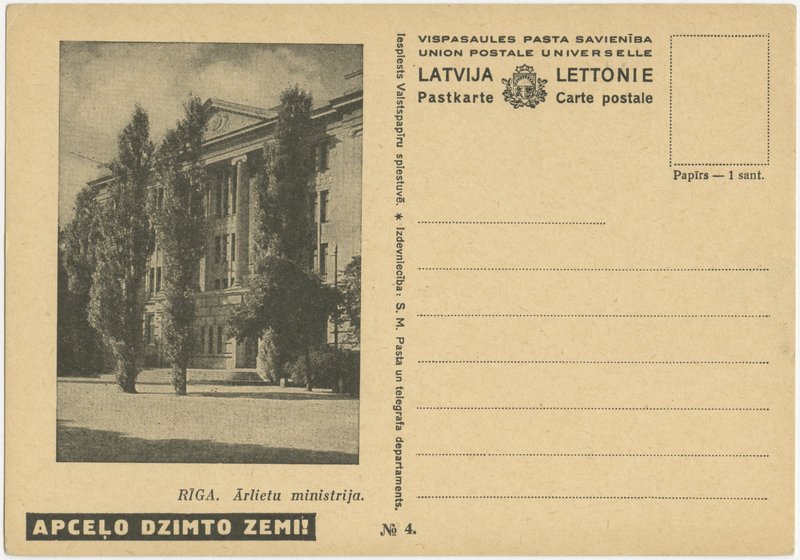 RĪGA. Ārlietu ministrija.
APCEĻO DZIMTO ZEMI!
Iespiests Valstspapīru spiestuvē. * Izdevniecība: S. M. Pasta un telegrafa departaments.
№ 4.
VISPASAULES PASTA SAVIENĪBA
UNION POSTALE UNIVERSELLE
LATVIJA LETTONIE
Pastkarte Carte postale
Papīrs — 1 sant.